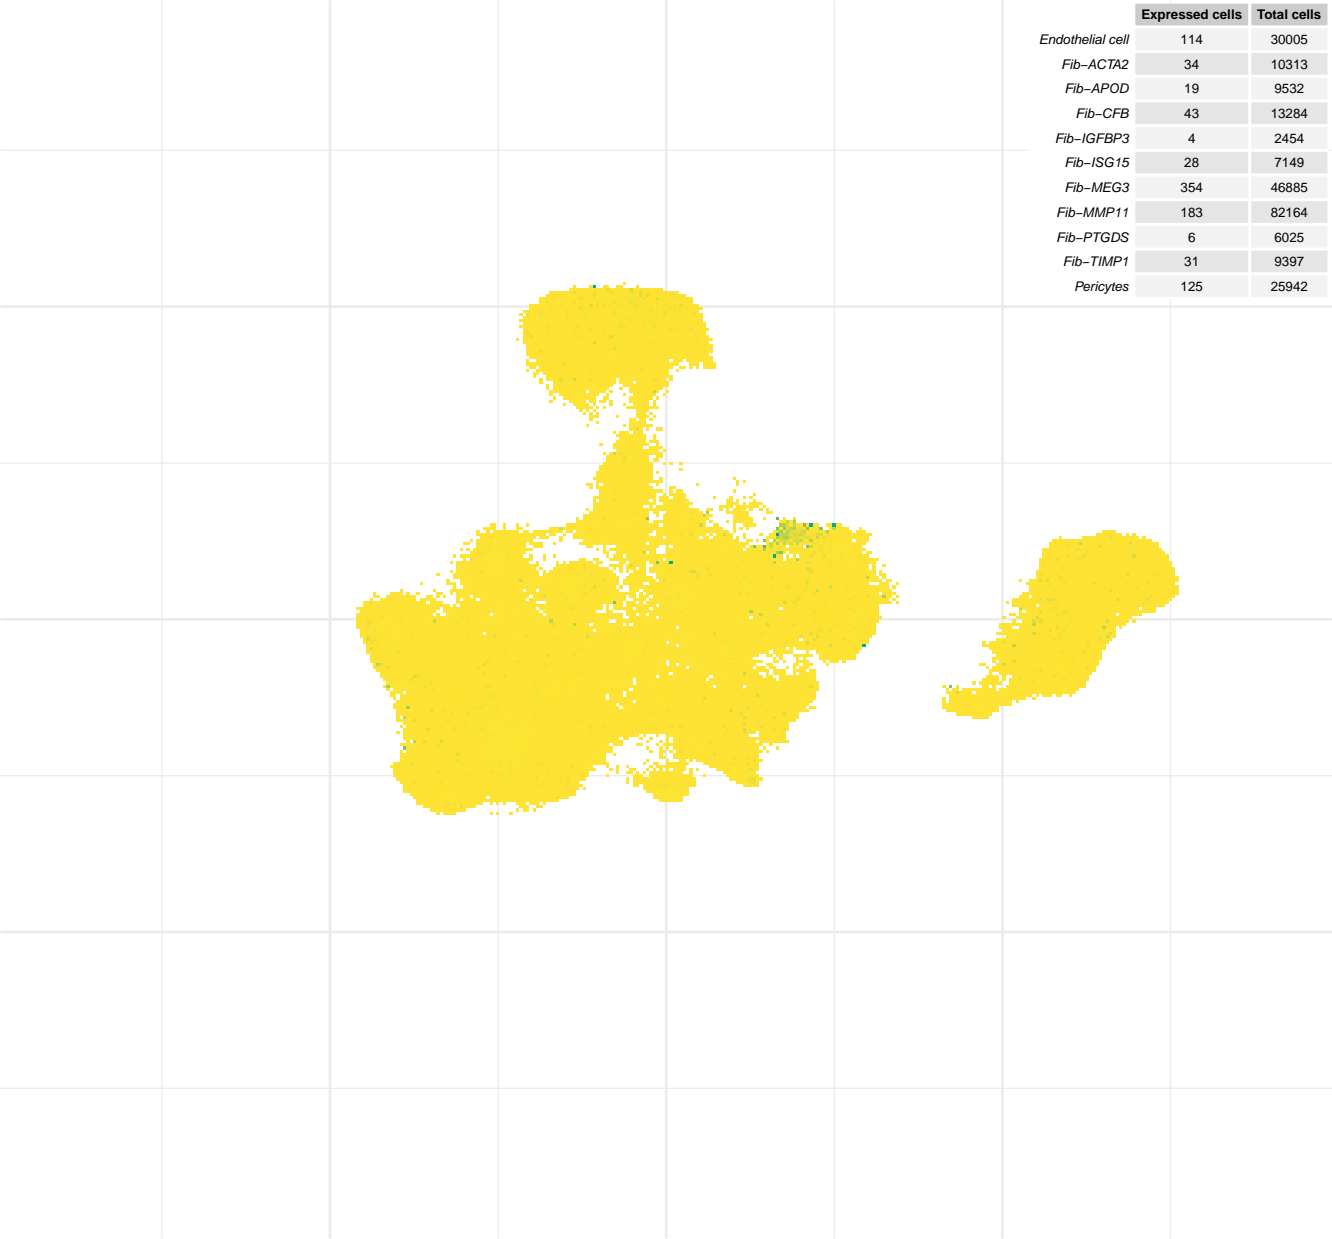 Expressed cells Total cells
Endothelial cell 114 30005
Fib−ACTA2 34 10313
Fib−APOD 19 9532
Fib−CFB 43 13284
Fib−IGFBP3 4 2454
Fib−ISG15 28 7149
Fib−MEG3 354 46885
Fib−MMP11 183 82164
Fib−PTGDS 6 6025
Fib−TIMP1 31 9397
Pericytes 125 25942